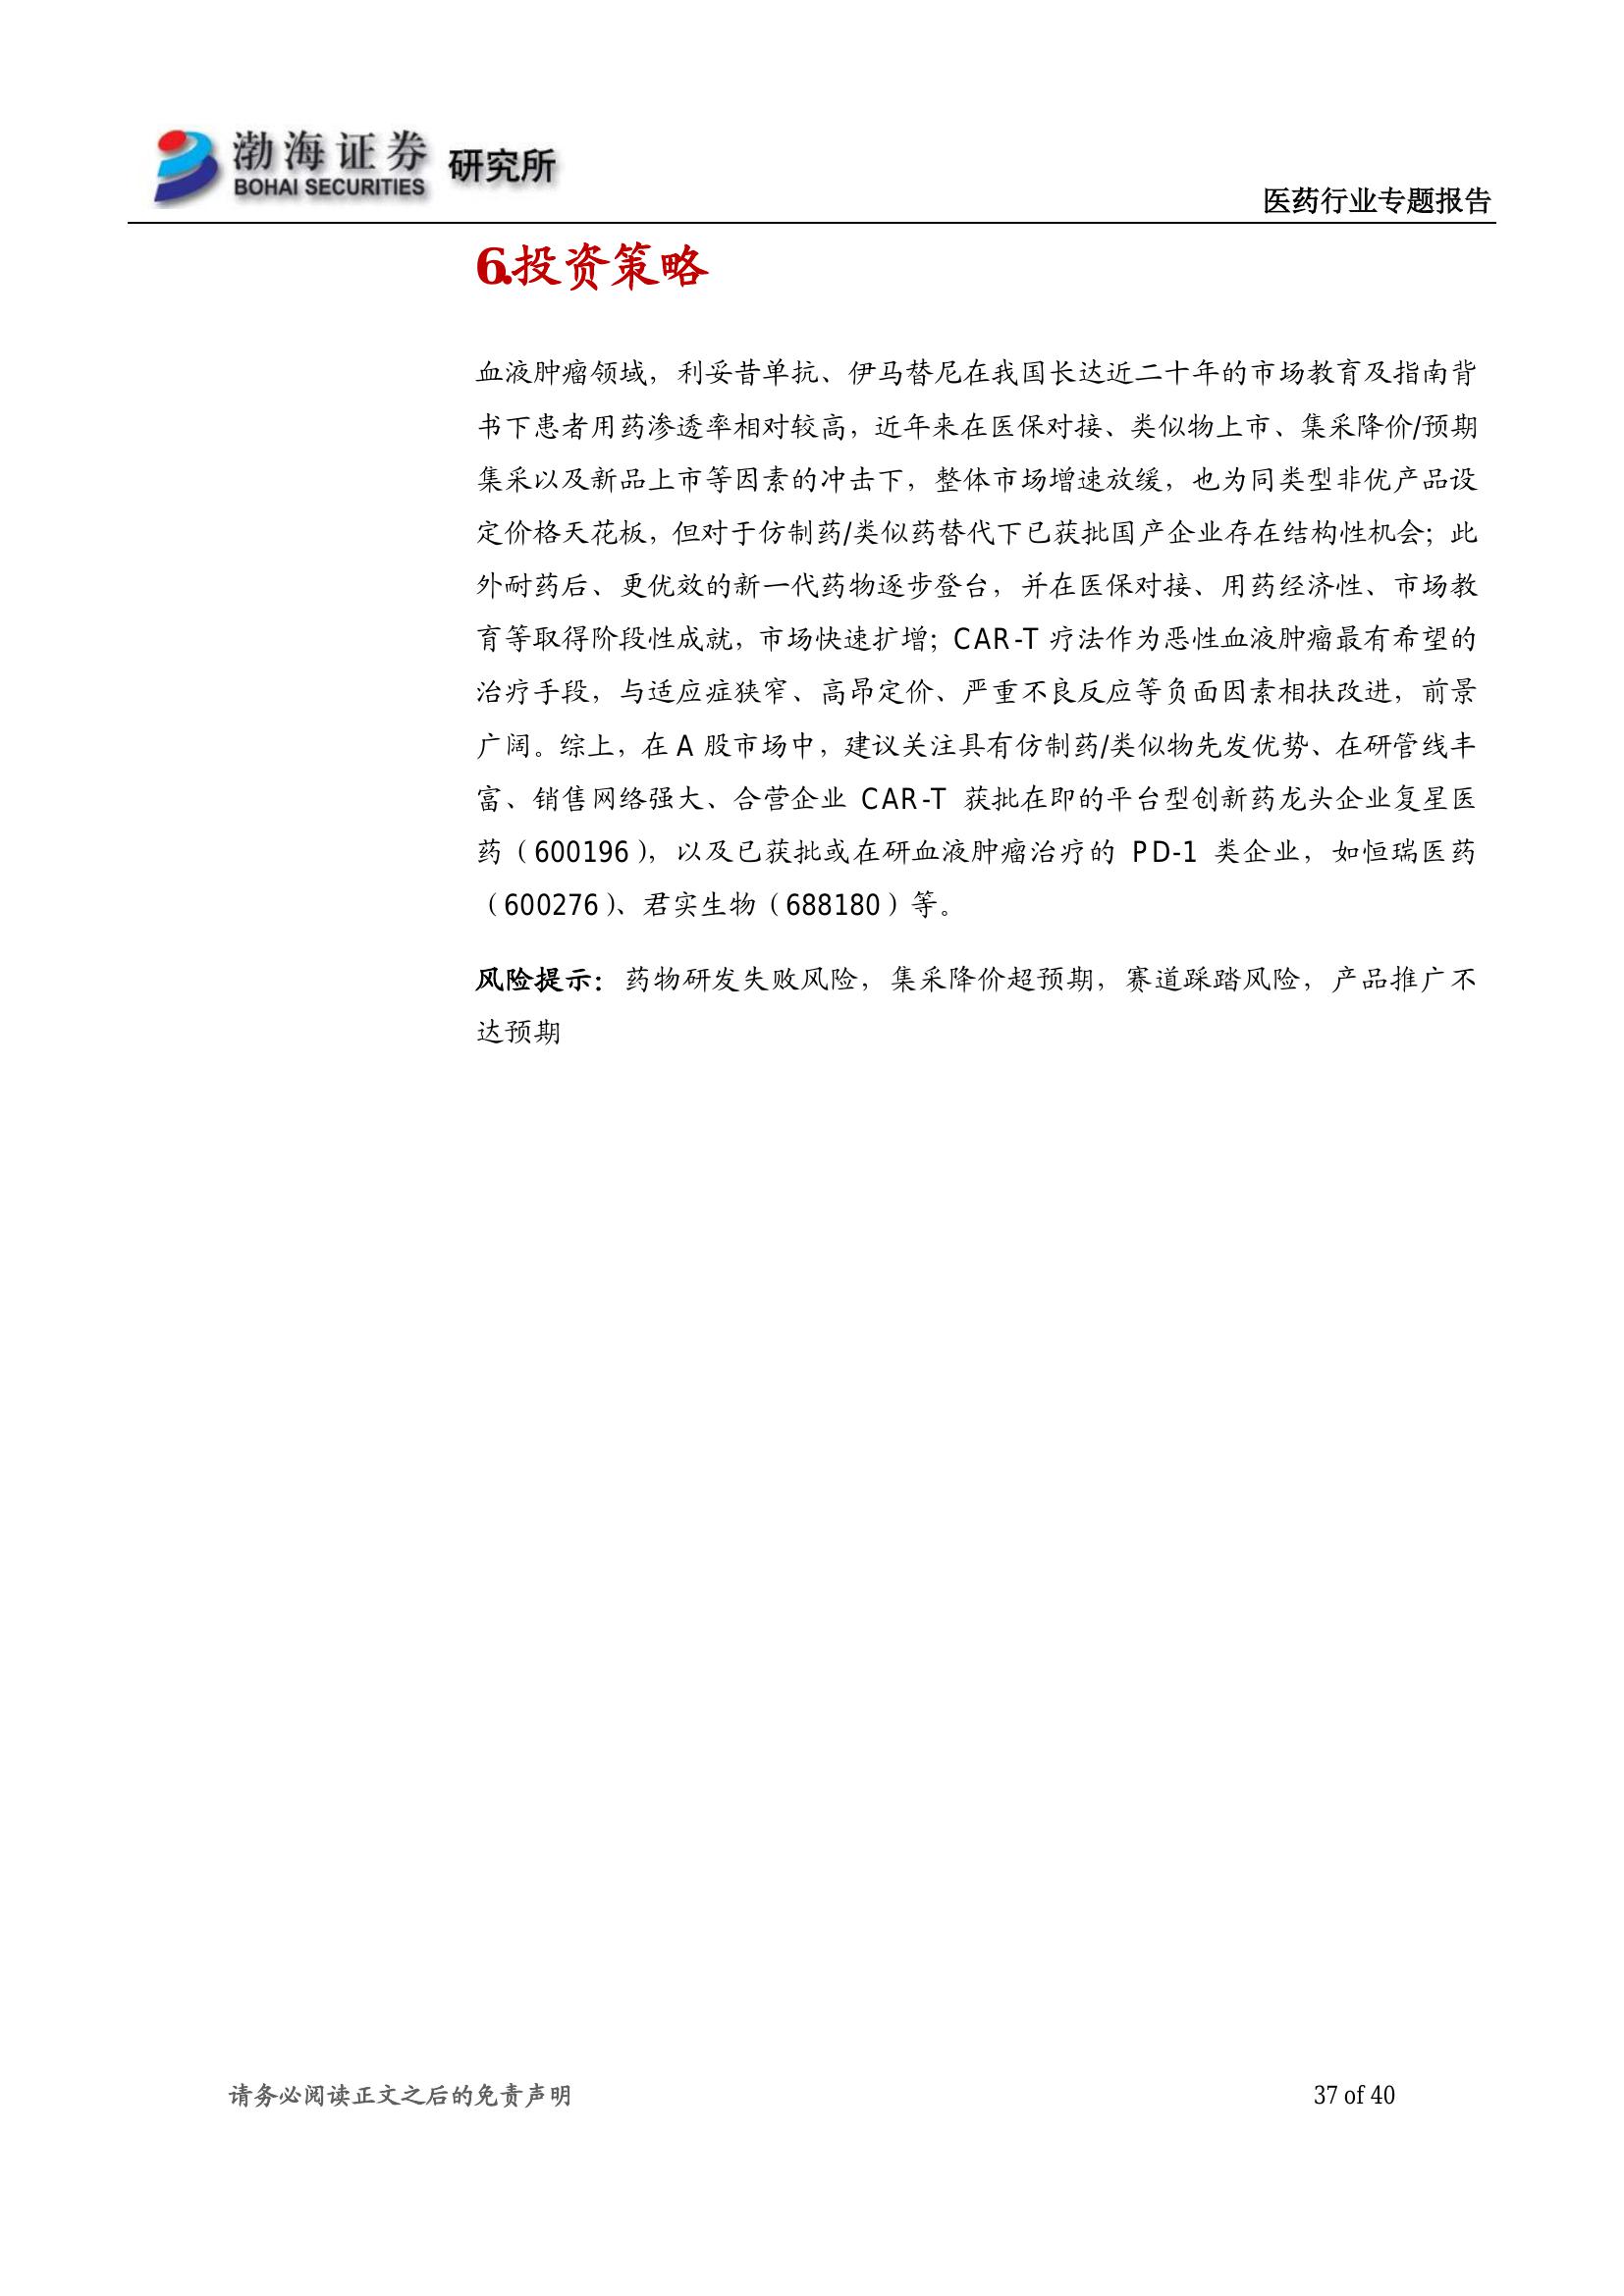 渤海证券 研究所
BOHAI SECURITIES
医药行业专题报告
6.投资策略
血液肿瘤领域，利妥昔单抗、伊马替尼在我国长达近二十年的市场教育及指南背
书下患者用药渗透率相对较高，近年来在医保对接、类似物上市、集采降价/预期
集采以及新品上市等因素的冲击下，整体市场增速放缓，也为同类型非优产品设
定价格天花板，但对于仿制药/类似药替代下已获批国产企业存在结构性机会；此
外耐药后、更优效的新一代药物逐步登台，并在医保对接、用药经济性、市场教
育等取得阶段性成就，市场快速扩增；CAR-T 疗法作为恶性血液肿瘤最有希望的
治疗手段，与适应症狭窄、高昂定价、严重不良反应等负面因素相扶改进，前景
广阔。综上，在 A 股市场中，建议关注具有仿制药/类似物先发优势、在研管线丰
富、销售网络强大、合营企业 CAR-T 获批在即的平台型创新药龙头企业复星医
药（600196），以及已获批或在研血液肿瘤治疗的 PD-1 类企业，如恒瑞医药
（600276）、君实生物（688180）等。
风险提示：药物研发失败风险，集采降价超预期，赛道踩踏风险，产品推广不
达预期
请务必阅读正文之后的免责声明
37 of 40